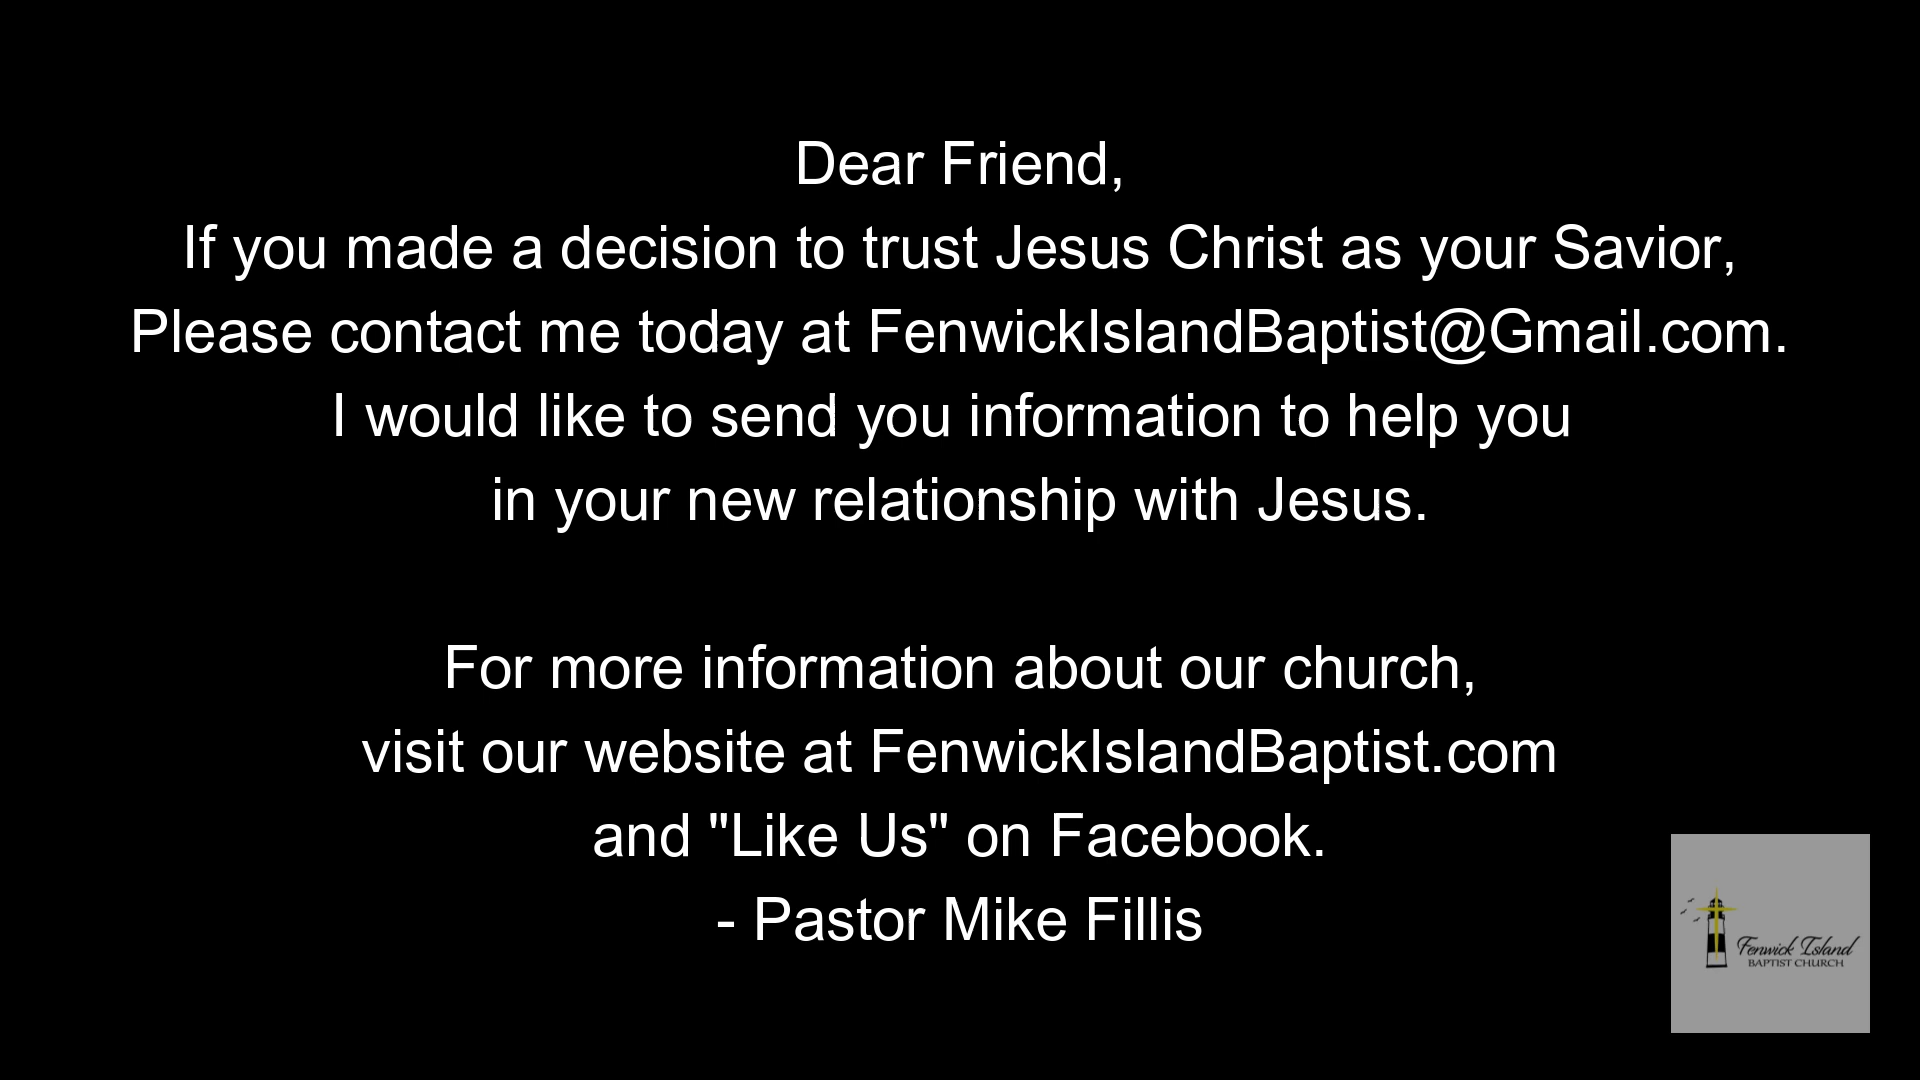 Dear Friend,
If you made a decision to trust Jesus Christ as your Savior,
Please contact me today at FenwickIslandBaptist@Gmail.com.
I would like to send you information to help you
in your new relationship with Jesus.
For more information about our church,
visit our website at FenwickIslandBaptist.com
and "Like Us" on Facebook.
- Pastor Mike Fillis
Fenwick Island
BAPTIST CHURCH